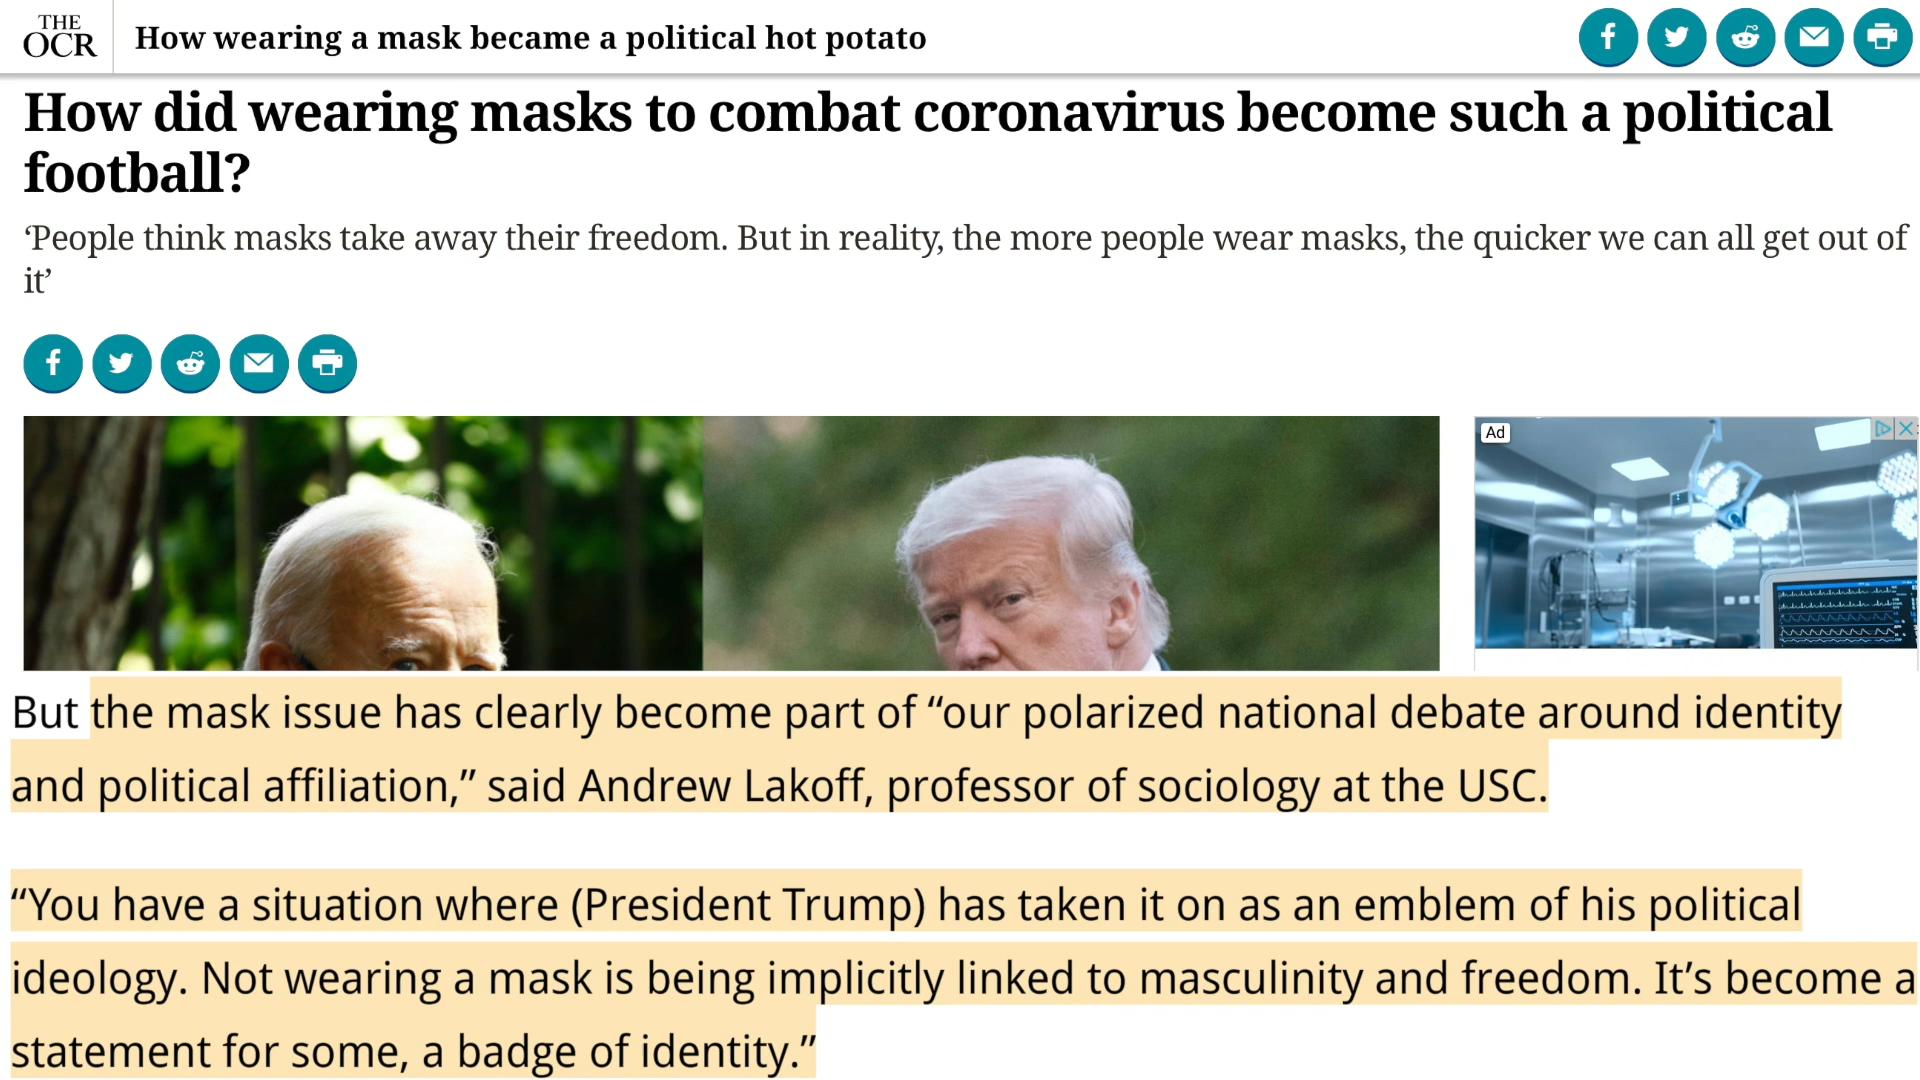 THE
OCR
How wearing a mask became a political hot potato
How did wearing masks to combat coronavirus become such a political
football?
‘People think masks take away their freedom. But in reality, the more people wear masks, the quicker we can all get out of
it’
Ad
But the mask issue has clearly become part of “our polarized national debate around identity
and political affiliation,” said Andrew Lakoff, professor of sociology at the USC.
“You have a situation where (President Trump) has taken it on as an emblem of his political
ideology. Not wearing a mask is being implicitly linked to masculinity and freedom. It’s become a
statement for some, a badge of identity.”